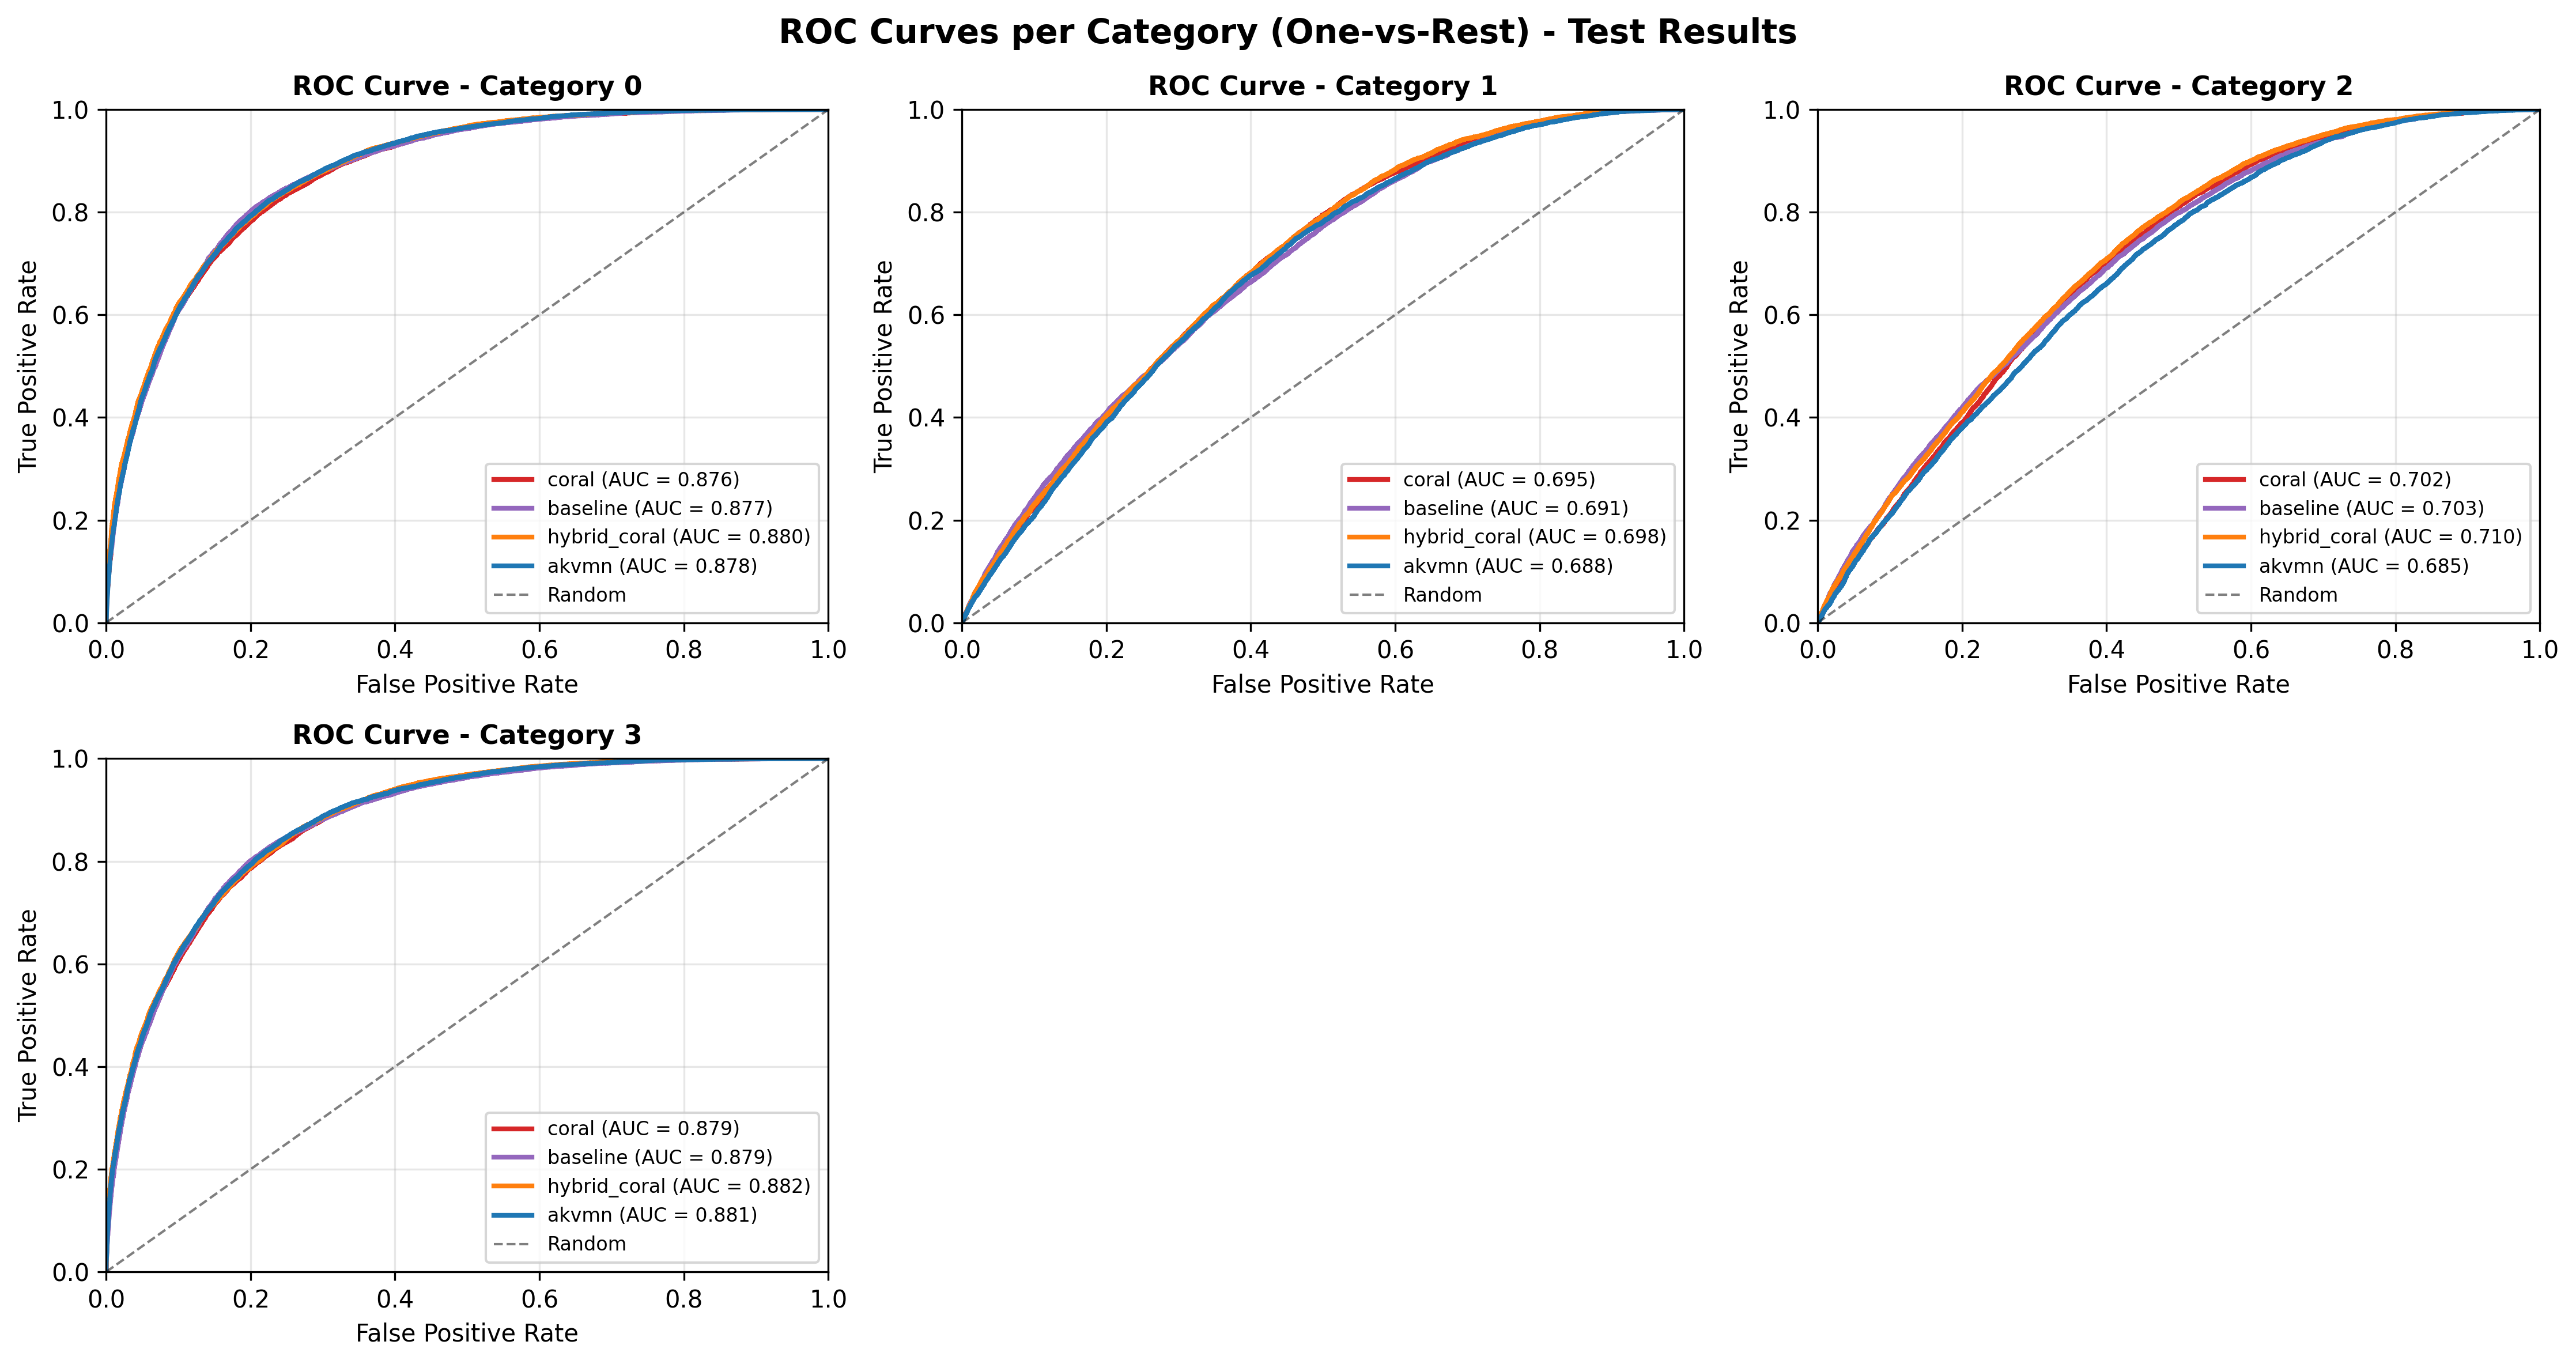 ROC Curves per Category (One-vs-Rest) - Test Results
ROC Curve - Category 0
True Positive Rate
1.0
0.8
0.6
0.4
0.2
0.0
coral (AUC = 0.876)
baseline (AUC = 0.877)
hybrid_coral (AUC = 0.880)
akvmn (AUC = 0.878)
Random
0.0 0.2 0.4 0.6 0.8 1.0
False Positive Rate
ROC Curve - Category 1
True Positive Rate
1.0
0.8
0.6
0.4
0.2
0.0
coral (AUC = 0.695)
baseline (AUC = 0.691)
hybrid_coral (AUC = 0.698)
akvmn (AUC = 0.688)
Random
0.0 0.2 0.4 0.6 0.8 1.0
False Positive Rate
ROC Curve - Category 2
True Positive Rate
1.0
0.8
0.6
0.4
0.2
0.0
coral (AUC = 0.702)
baseline (AUC = 0.703)
hybrid_coral (AUC = 0.710)
akvmn (AUC = 0.685)
Random
0.0 0.2 0.4 0.6 0.8 1.0
False Positive Rate
ROC Curve - Category 3
True Positive Rate
1.0
0.8
0.6
0.4
0.2
0.0
coral (AUC = 0.879)
baseline (AUC = 0.879)
hybrid_coral (AUC = 0.882)
akvmn (AUC = 0.881)
Random
0.0 0.2 0.4 0.6 0.8 1.0
False Positive Rate